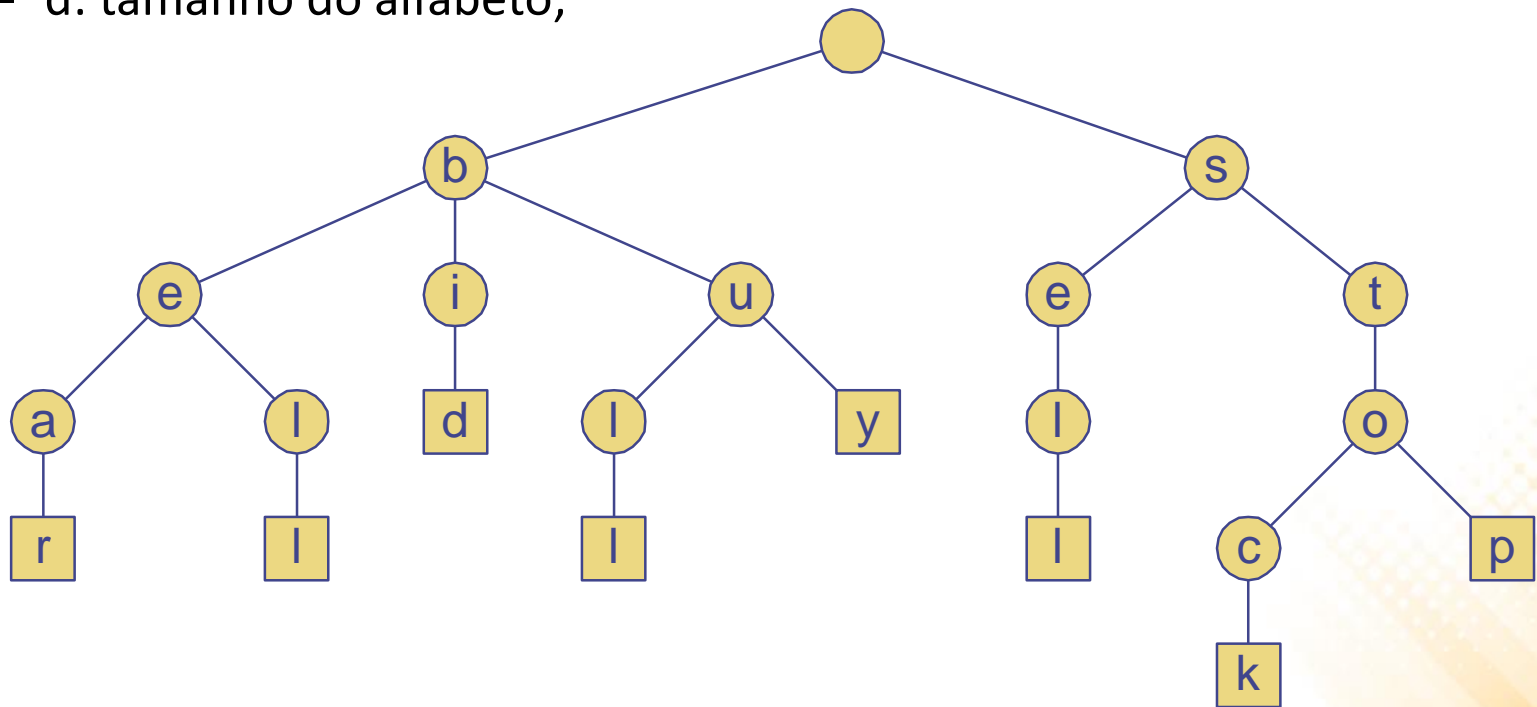 - d: tamanho do alfabeto;
b s
e i u e t
a l d l y l o
r l l l c p
k